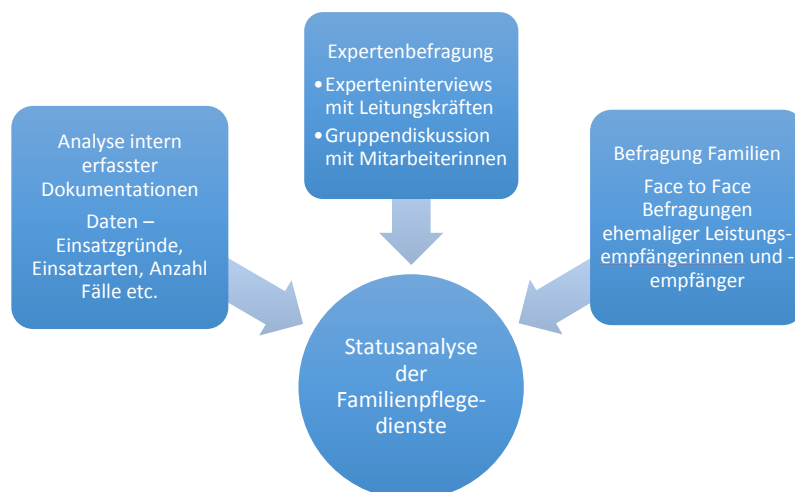 Analyse intern
erfasster
Dokumentationen
Daten –
Einsatzgründe,
Einsatzarten, Anzahl
Fälle etc.
Expertenbefragung
•Experteninterviews
mit Leitungskräften
•Gruppendiskussion
mit Mitarbeiterinnen
Befragung Familien
Face to Face
Befragungen
ehemaliger Leistungs-
empfängerinnen und -
empfänger
Statusanalyse
der
Familienpflege-
dienste